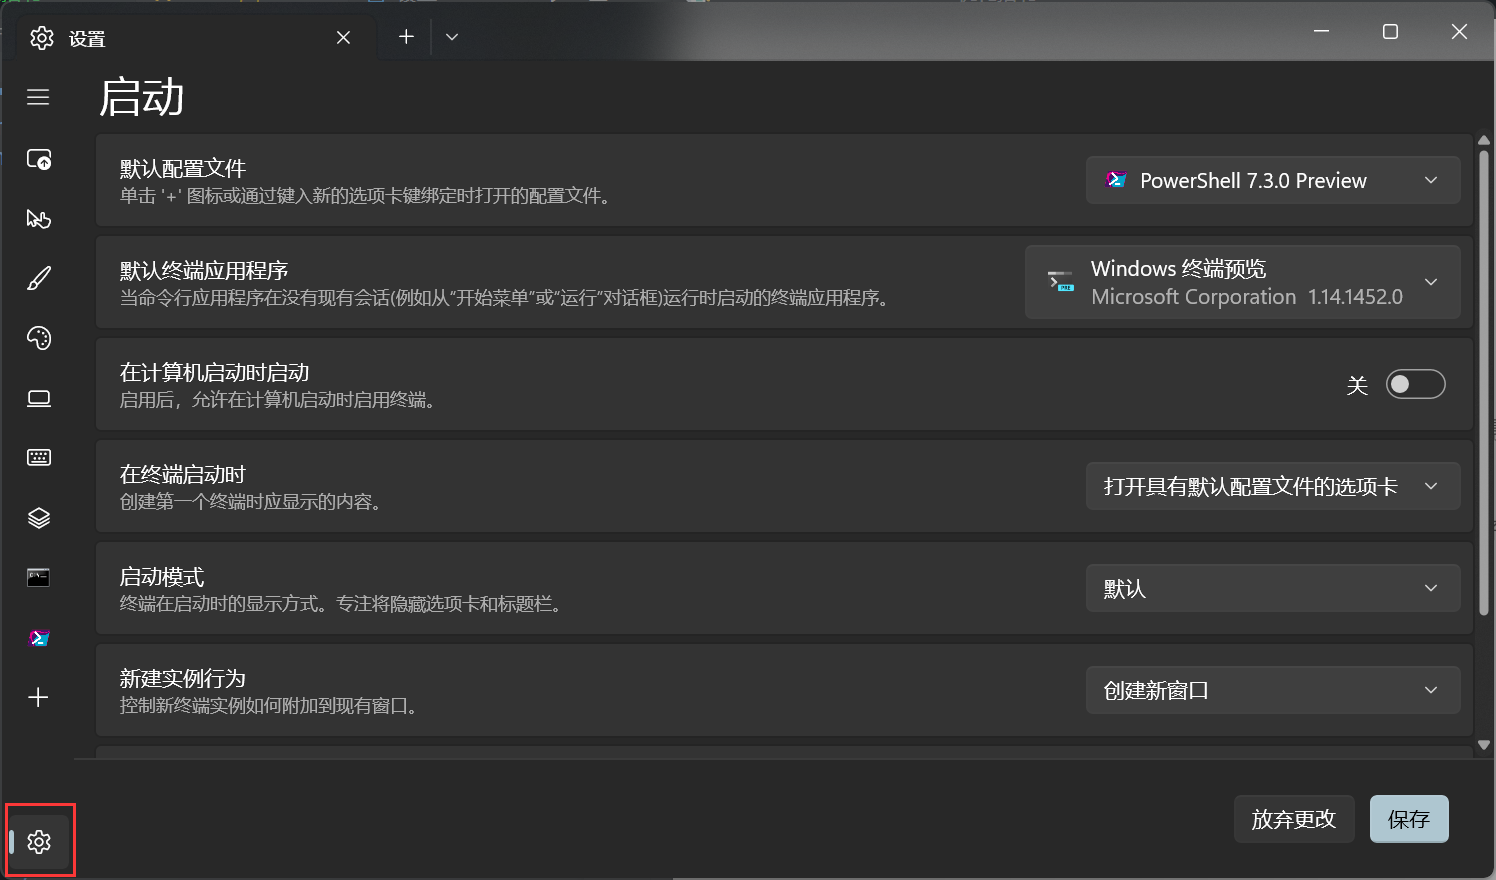 设置
启动
默认配置文件
单击 '+' 图标或通过键入新的选项卡键绑定时打开的配置文件。
PowerShell 7.3.0 Preview
默认终端应用程序
当命令行应用程序在没有现有会话(例如从“开始菜单”或“运行”对话框)运行时启动的终端应用程序。
Windows 终端预览
Microsoft Corporation 1.14.1452.0
在计算机启动时启动
启用后，允许在计算机启动时启用终端。
关
在终端启动时
创建第一个终端时应显示的内容。
打开具有默认配置文件的选项卡
启动模式
终端在启动时的显示方式。专注将隐藏选项卡和标题栏。
默认
新建实例行为
控制新终端实例如何附加到现有窗口。
创建新窗口
放弃更改
保存